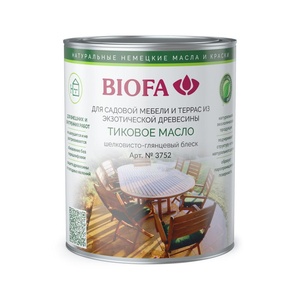 НАТУРАЛЬНЫЕ НЕМЕЦКИЕ МАСЛА И КРАСКИ
BIOFA
ДЛЯ САДОВОЙ МЕБЕЛИ И ТЕРРАС ИЗ
ЭКЗОТИЧЕСКОЙ ДРЕВЕСИНЫ
ТИКОВОЕ МАСЛО
шелковисто-глянцевый блеск
Арт. № 3752